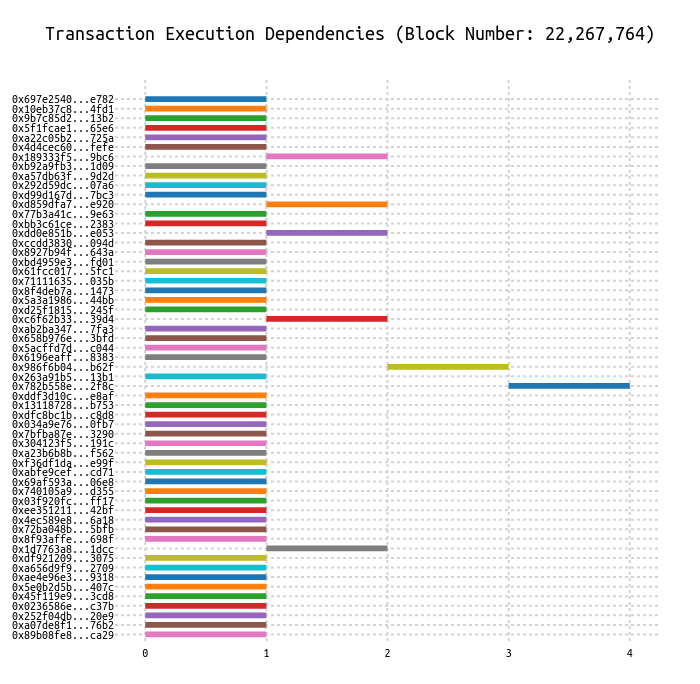 Transaction Execution Dependencies (Block Number: 22,267,764)
0x697e2540...e782
0x10eb37c8...4fd1
0x9b7c85d2...13b2
0x5f1fcae1...65e6
0xa22c05b2...725a
0x4d4cec60...fefe
0x189333f5...9bc6
0xb92a9fb3...1d09
0xa57db63f...9d2d
0x292d59dc...07a6
0xd99d167d...7bc3
0xd859dfa7...e920
0x77b3a41c...9e63
0xbb3c61ce...2383
0xdd0e851b...e053
0xccdd3830...094d
0x8927b94f...643a
0xbd4959e3...fd01
0x61fcc017...5fc1
0x71111635...035b
0x8f4deb7a...1473
0x5a3a1986...44bb
0xd25f1815...245f
0xc6f62b33...39d4
0xab2ba347...7fa3
0x658b976e...3bfd
0x5acffd7d...c044
0x6196eaff...8383
0x986f6b04...b62f
0x263a91b5...13b1
0x782b558e...2f8c
0xddf3d10c...e8af
0x13118728...b753
0xdfc8bc1b...c8d8
0x034a9e76...0fb7
0x7bfba87e...3290
0x304123f5...191c
0xa23b6b8b...f562
0xf36df1da...e99f
0xabfe9cef...cd71
0x69af593a...06e8
0x740105a9...d355
0x03f920fc...ff17
0xee351211...42bf
0x4ec589e8...6a18
0x72ba048b...5bfb
0x8f93affe...698f
0x1d7763a8...1dcc
0xdf921209...3075
0xa656d9f9...2709
0xae4e96e3...9318
0x5e0b2d5b...407c
0x45f119e9...3cd8
0x0236586e...c37b
0x252f04db...20e9
0xa07de8f1...76b2
0x89b08fe8...ca29
0 1 2 3 4